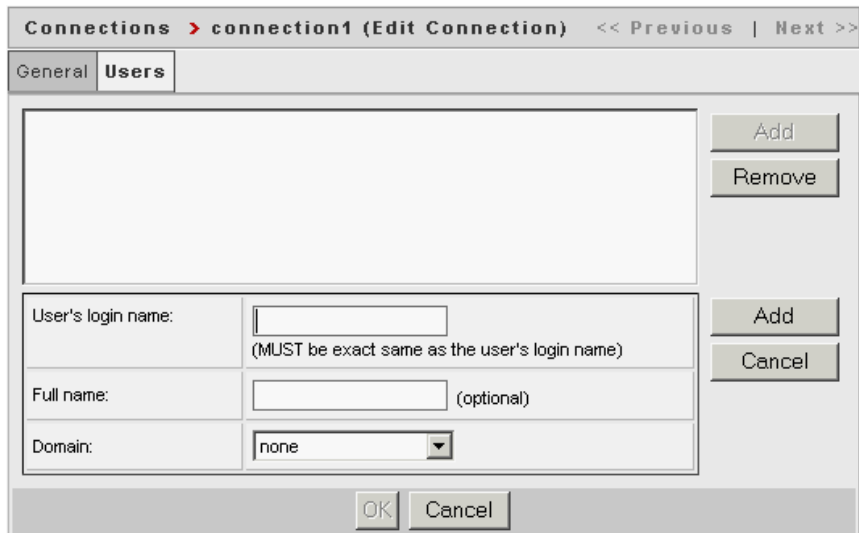 Connections > connection1 (Edit Connection) << Previous | Next >>
General Users
Add
Remove
User's login name:
(MUST be exact same as the user's login name)
Add
Cancel
Full name: (optional)
Domain: none
OK Cancel